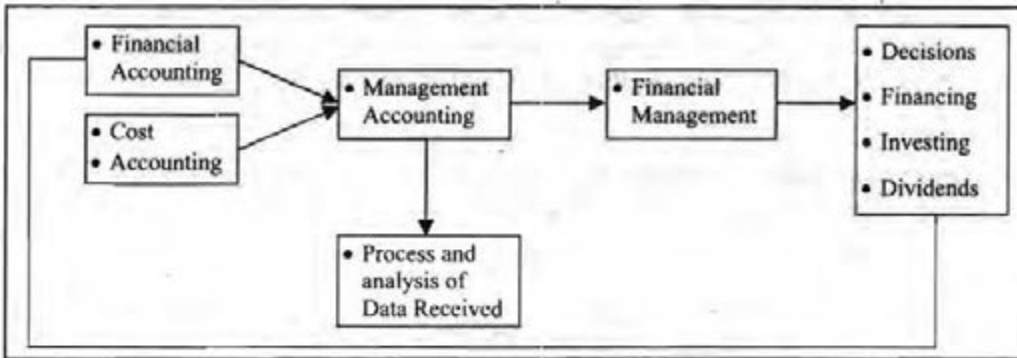 • Financial
Accounting
• Cost
• Accounting
• Management
Accounting
• Process and
analysis of
Data Received
• Financial
Management
• Decisions
• Financing
• Investing
• Dividends